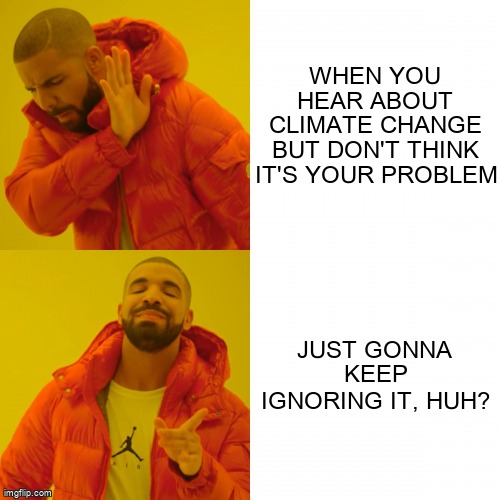 WHEN YOU
HEAR ABOUT
CLIMATE CHANGE
BUT DON'T THINK
IT'S YOUR PROBLEM
JUST GONNA
KEEP
IGNORING IT, HUH?
imgflip.com